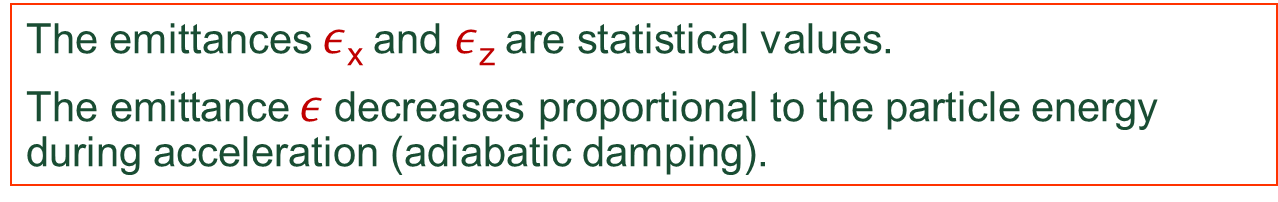 The emittances ϵx and ϵz are statistical values.
The emittance ϵ decreases proportional to the particle energy
during acceleration (adiabatic damping).